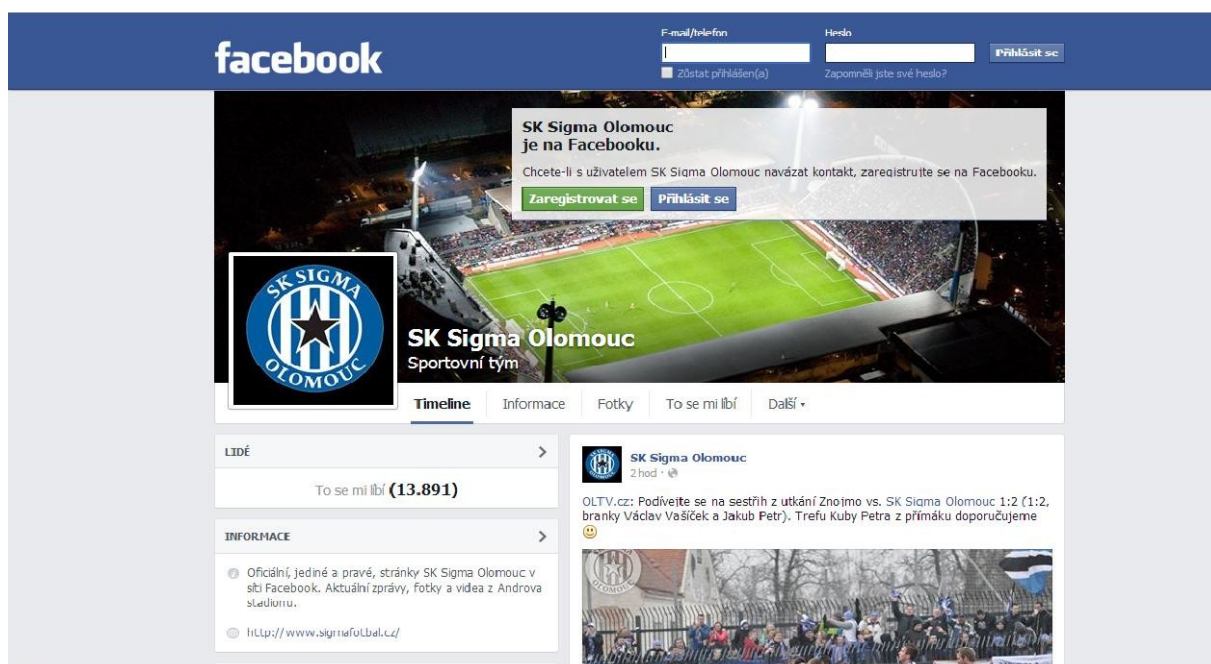 facebook
E-mail/telefon
Heslo
Přihlásit se
Zůstat přihlášen(a)
Zapomněli jste své heslo?
SK Sigma Olomouc
je na Facebooku.
Chcete-li s uživatelem SK Sigma Olomouc navázat kontakt, zaregistrujte se na Facebooku.
Zaregistrovat se
Přihlásit se
SK SIGMA
OLOMOUC
SK Sigma Olomouc
Sportovní tým
Timeline
Informace
Fotky
To se mi líbí
Další
LIDÉ
To se mi líbí (13.891)
INFORMACE
Oficiální, jediné a pravé, stránky SK Sigma Olomouc v
síti Facebook. Aktuální zprávy, fotky a videa z Androva
stadionu.
http://www.sigmafotbal.cz/
SK Sigma Olomouc
2 hod ·
OLTV.cz: Podívejte se na sestřih z utkání Znojmo vs. SK Sigma Olomouc 1:2 (1:2,
branky Václav Vašíček a Jakub Petr). Trefu Kuby Petra z přímáku doporučujeme